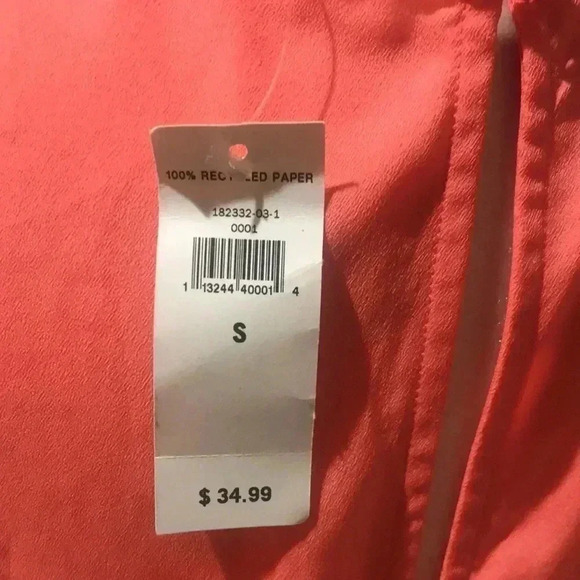 100% RECYCLED PAPER
182332-03-1
0001
1 13244 40001 4
S
$ 34.99